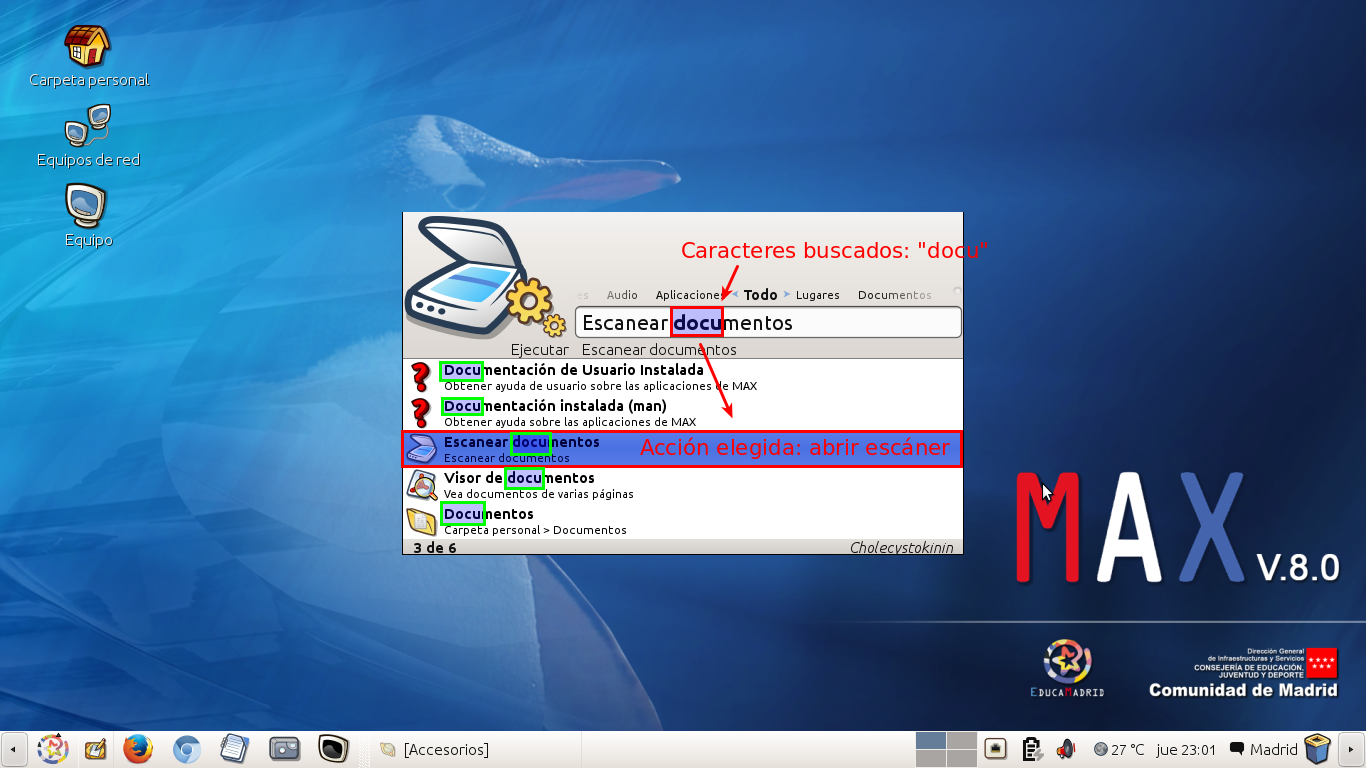 Carpeta personal
Equipos de red
Equipo
Caracteres buscados: "docu"
es Audio Aplicaciones Todo Lugares Documentos
Escanear documentos
Ejecutar Escanear documentos
Documentación de Usuario Instalada
Obtener ayuda de usuario sobre las aplicaciones de MAX
Documentación instalada (man)
Obtener ayuda sobre las aplicaciones de MAX
Escanear documentos
Escanear documentos
Acción elegida: abrir escáner
Visor de documentos
Vea documentos de varias páginas
Documentos
Carpeta personal > Documentos
3 de 6 Cholecystokinin
MAX V.8.0
EDUCAMADRID
Dirección General
de Infraestructuras y Servicios
CONSEJERÍA DE EDUCACIÓN,
JUVENTUD Y DEPORTE
Comunidad de Madrid
[Accesorios] 27 °C jue 23:01 Madrid